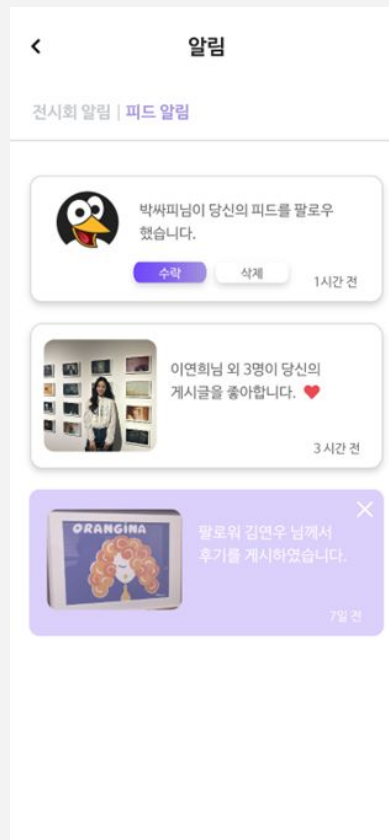 알림
전시회 알림 | 피드 알림
박싸피님이 당신의 피드를 팔로우
했습니다.
수락 삭제
1시간 전
이연희님 외 3명이 당신의
게시글을 좋아합니다. ❤️
3 시간 전
ORANGINA
팔로워 김연우 님께서
후기를 게시하였습니다.
7일 전